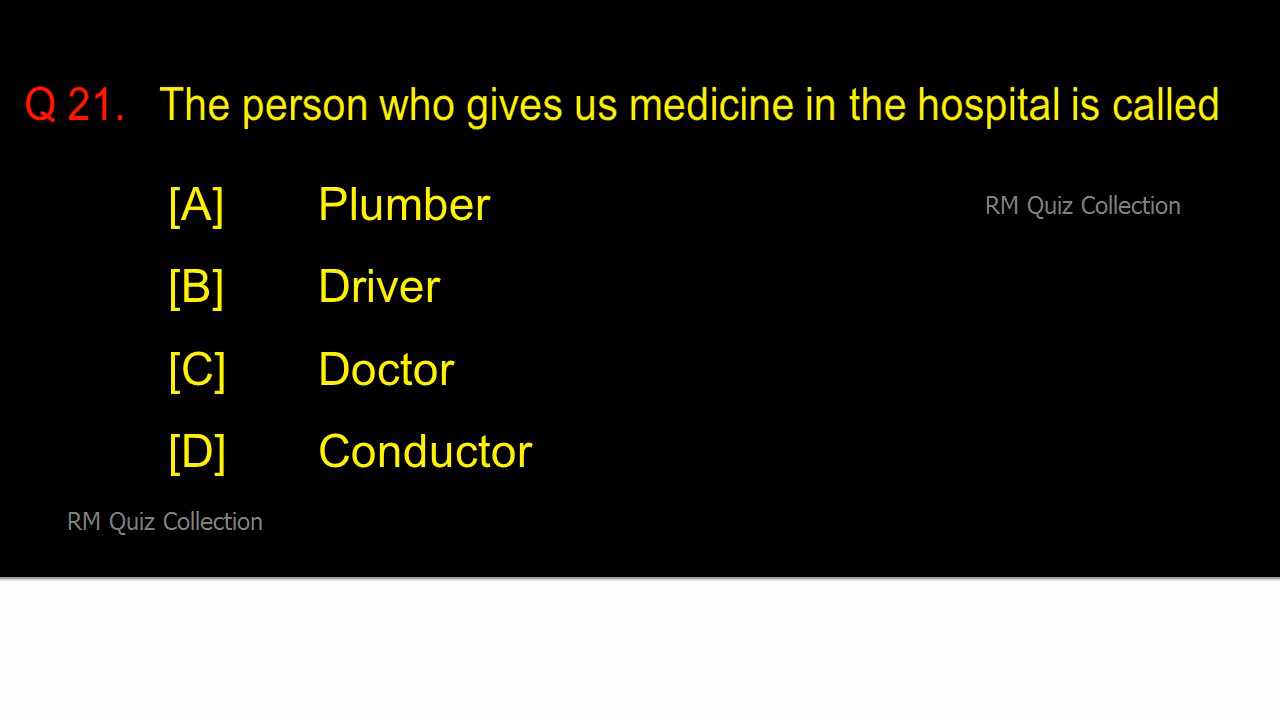 Q 21. The person who gives us medicine in the hospital is called
[A] Plumber
RM Quiz Collection
[B] Driver
[C] Doctor
[D] Conductor
RM Quiz Collection